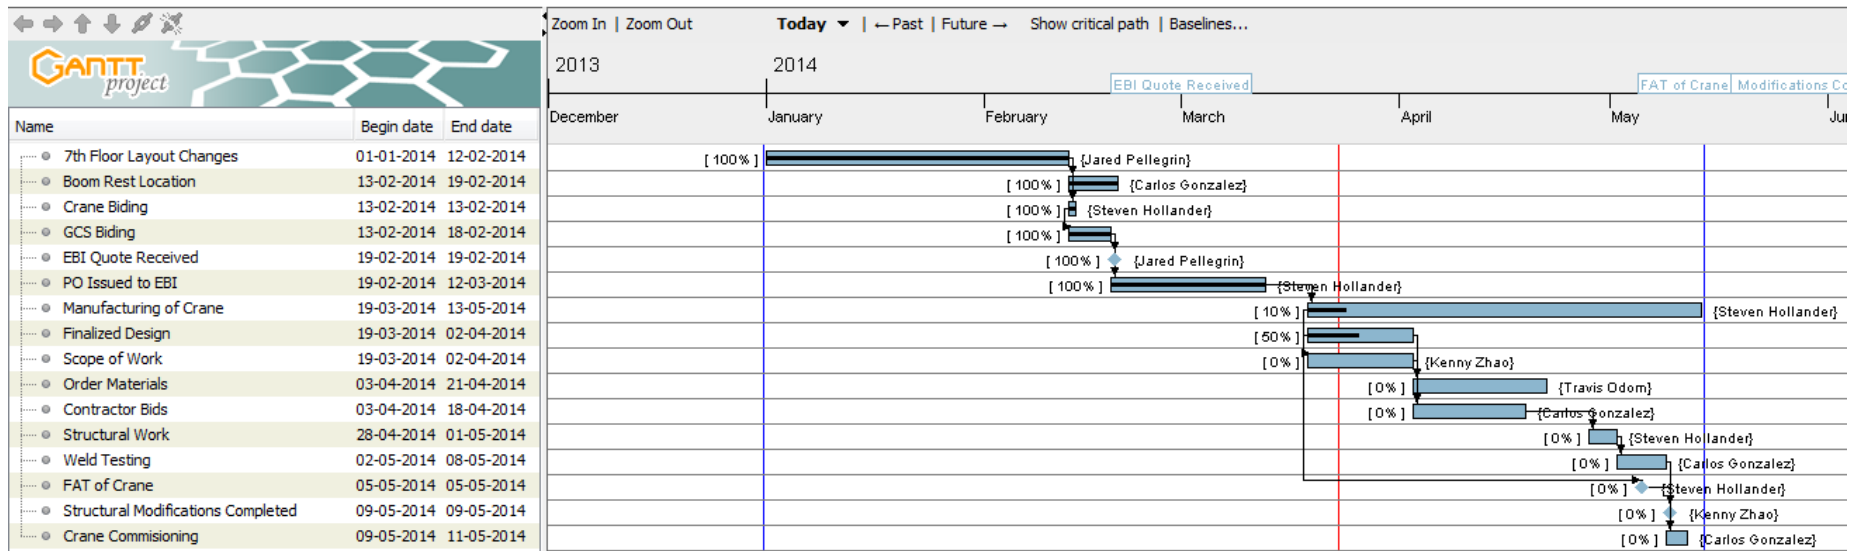 Zoom In | Zoom Out Today ▼ | ←Past | Future → Show critical path | Baselines...
GANTT
project
2013 2014
EBI Quote Received FAT of Crane Modifications Co
December January February March April May Ju
Name Begin date End date
7th Floor Layout Changes 01-01-2014 12-02-2014 [ 100% ] {Jared Pellegrin}
Boom Rest Location 13-02-2014 19-02-2014 [ 100% ] {Carlos Gonzalez}
Crane Biding 13-02-2014 13-02-2014 [ 100% ] {Steven Hollander}
GCS Biding 13-02-2014 18-02-2014 [ 100% ]
EBI Quote Received 19-02-2014 19-02-2014 [ 100% ] {Jared Pellegrin}
PO Issued to EBI 19-02-2014 12-03-2014 [ 100% ] {Steven Hollander}
Manufacturing of Crane 19-03-2014 13-05-2014 [ 10% ] {Steven Hollander}
Finalized Design 19-03-2014 02-04-2014 [ 50% ]
Scope of Work 19-03-2014 02-04-2014 [ 0% ] {Kenny Zhao}
Order Materials 03-04-2014 21-04-2014 [ 0% ] {Travis Odom}
Contractor Bids 03-04-2014 18-04-2014 [ 0% ] {Carlos Gonzalez}
Structural Work 28-04-2014 01-05-2014 [ 0% ] {Steven Hollander}
Weld Testing 02-05-2014 08-05-2014 [ 0% ] {Carlos Gonzalez}
FAT of Crane 05-05-2014 05-05-2014 [ 0% ] {Steven Hollander}
Structural Modifications Completed 09-05-2014 09-05-2014 [ 0% ] {Kenny Zhao}
Crane Commisioning 09-05-2014 11-05-2014 [ 0% ] {Carlos Gonzalez}